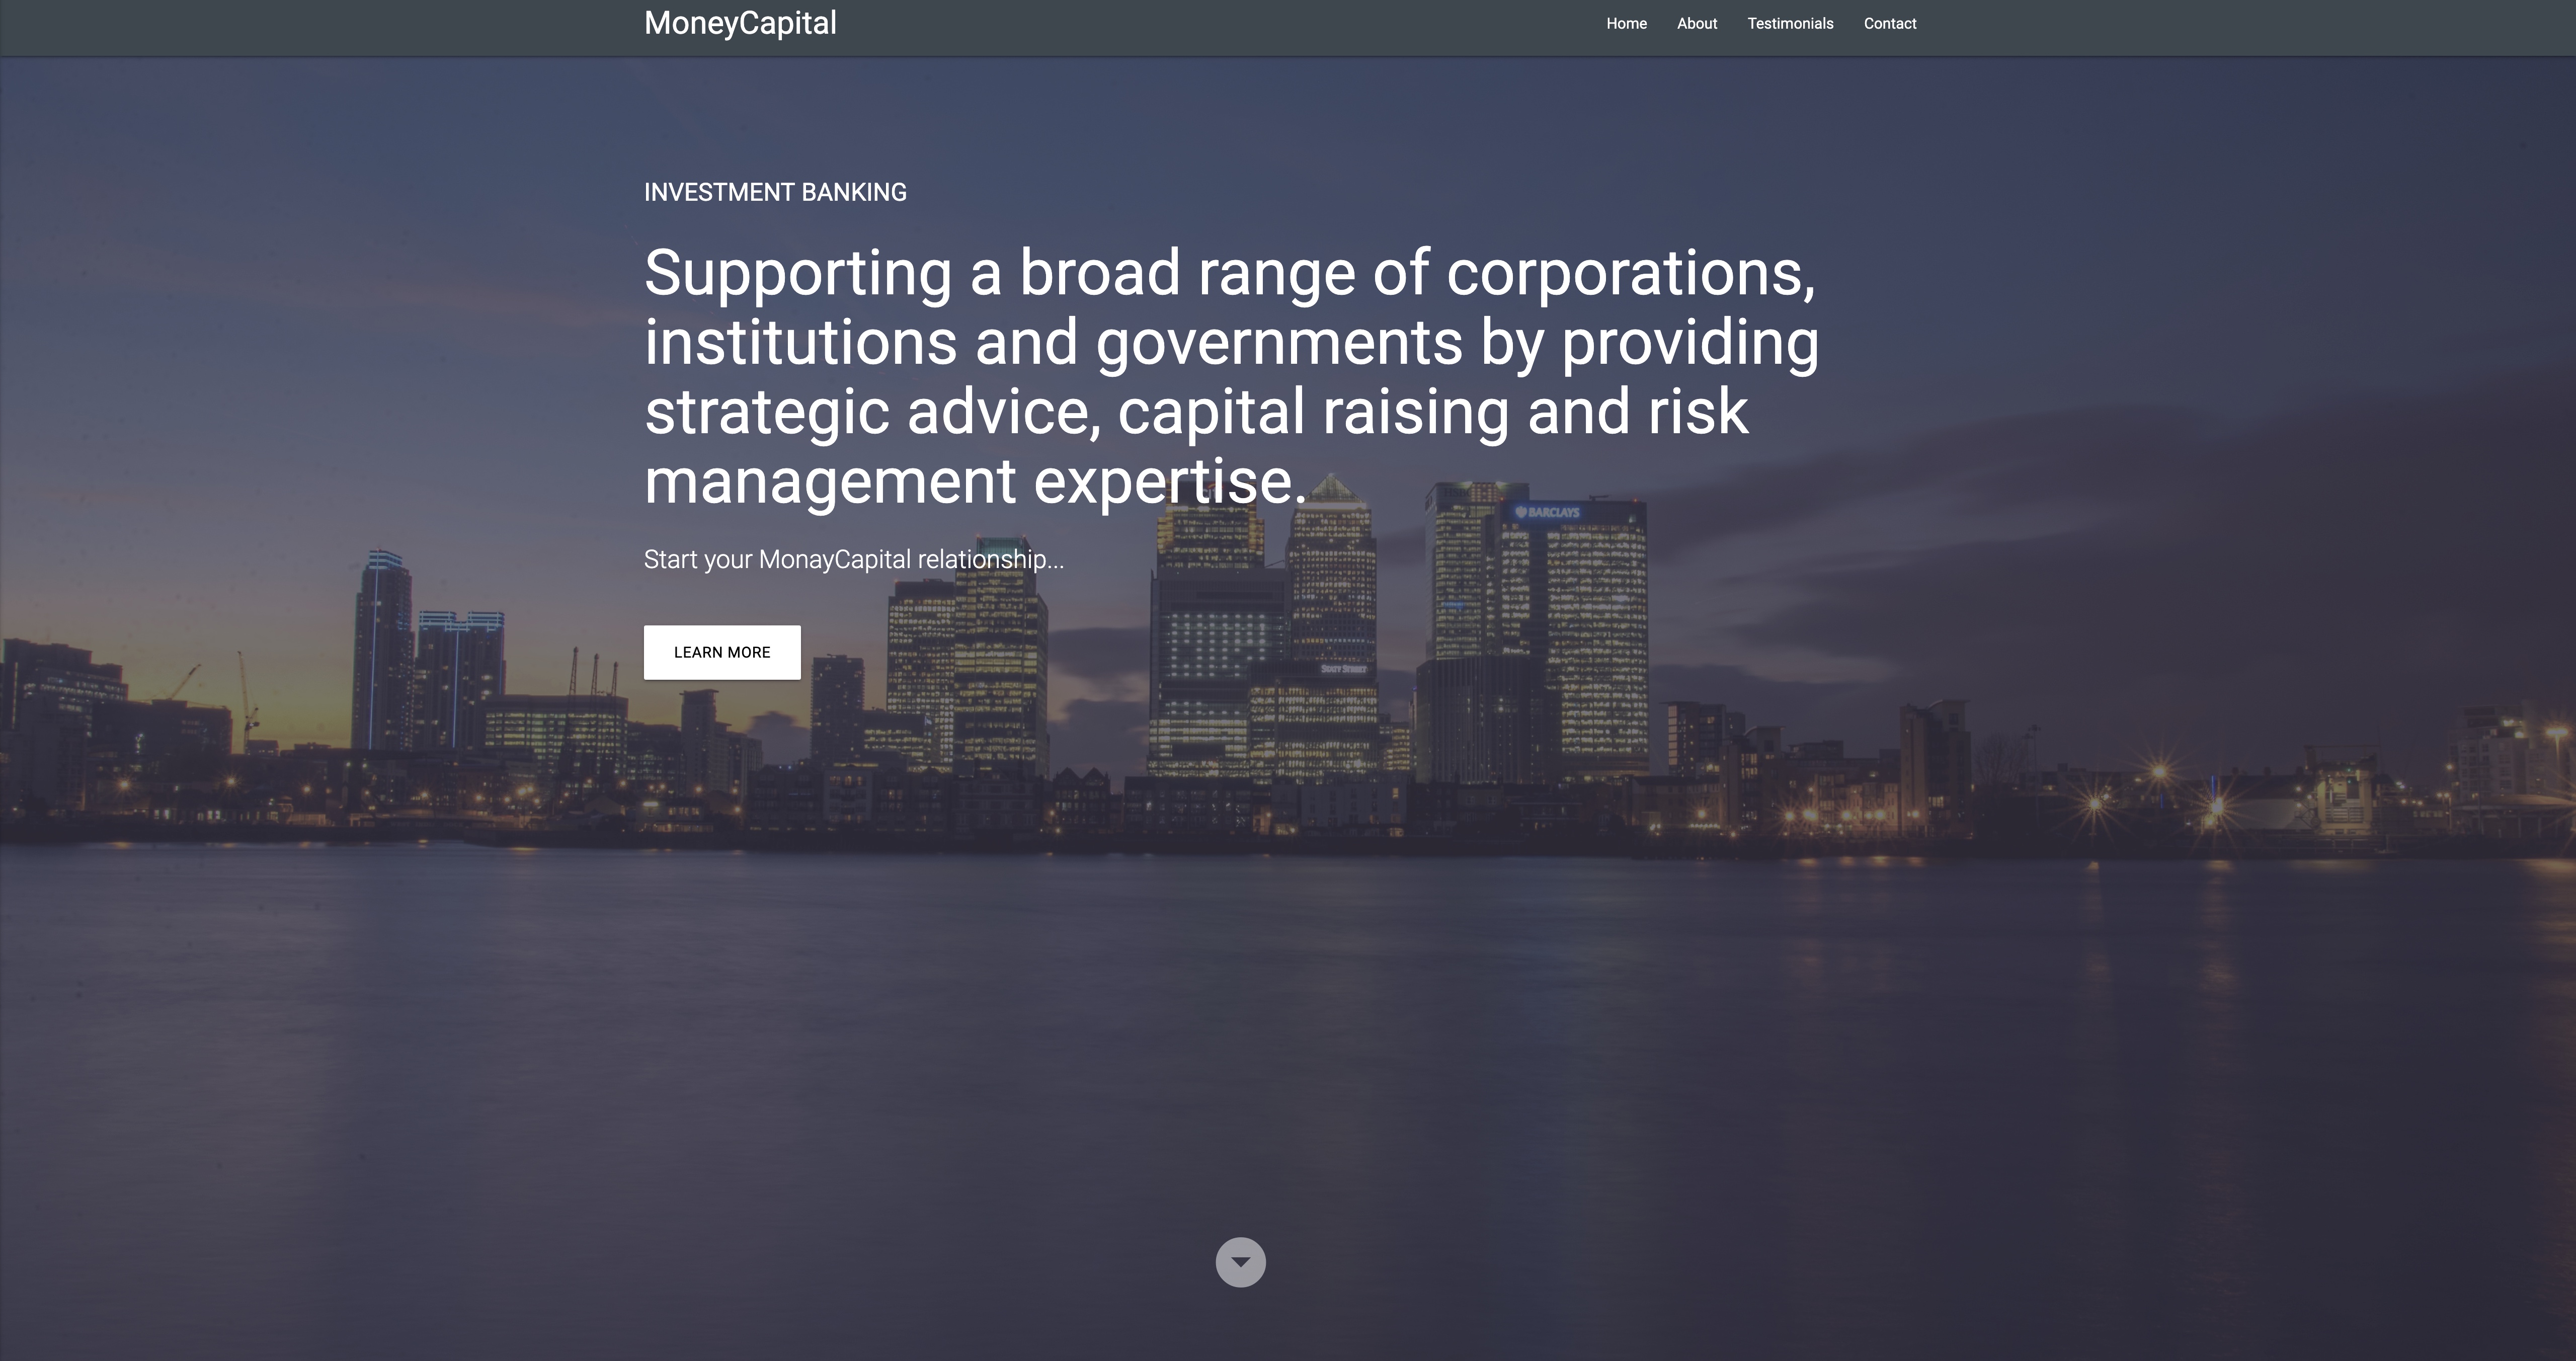 MoneyCapital
Home About Testimonials Contact
INVESTMENT BANKING
Supporting a broad range of corporations,
institutions and governments by providing
strategic advice, capital raising and risk
management expertise.
BARCLAYS
Start your MonayCapital relationship...
LEARN MORE
STATE STREET